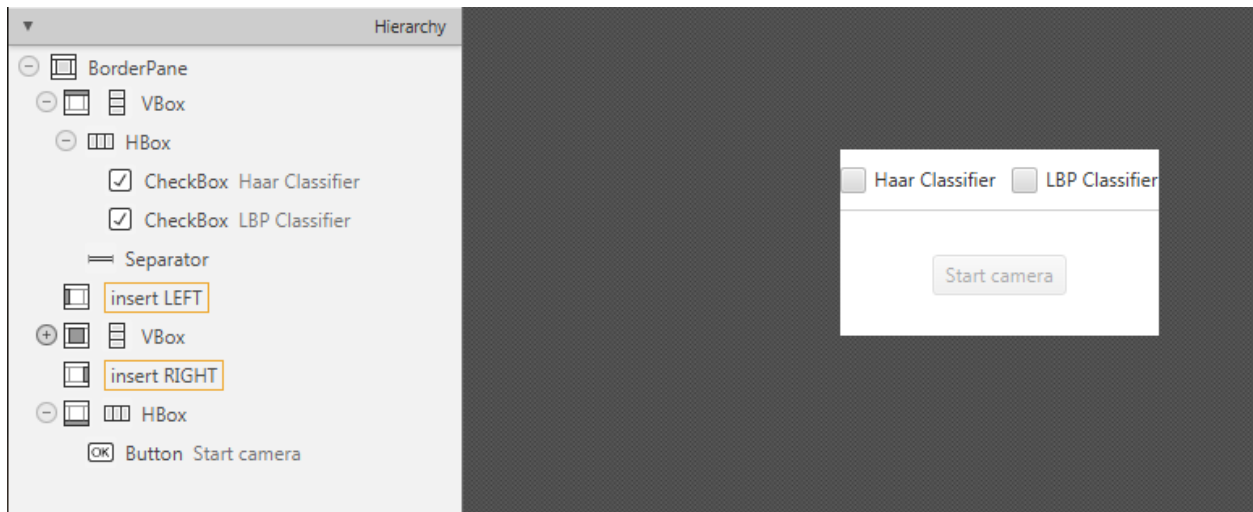 Hierarchy
BorderPane
VBox
HBox
CheckBox Haar Classifier
CheckBox LBP Classifier
Separator
insert LEFT
VBox
insert RIGHT
HBox
OK Button Start camera
Haar Classifier LBP Classifier
Start camera